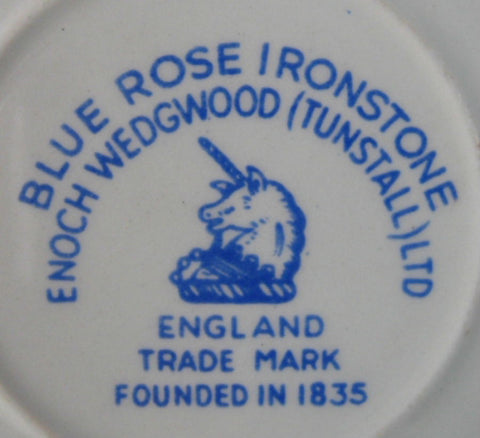 BLUE ROSE IRONSTONE
ENOCH WEDGWOOD (TUNSTALL) LTD
ENGLAND
TRADE MARK
FOUNDED IN 1835